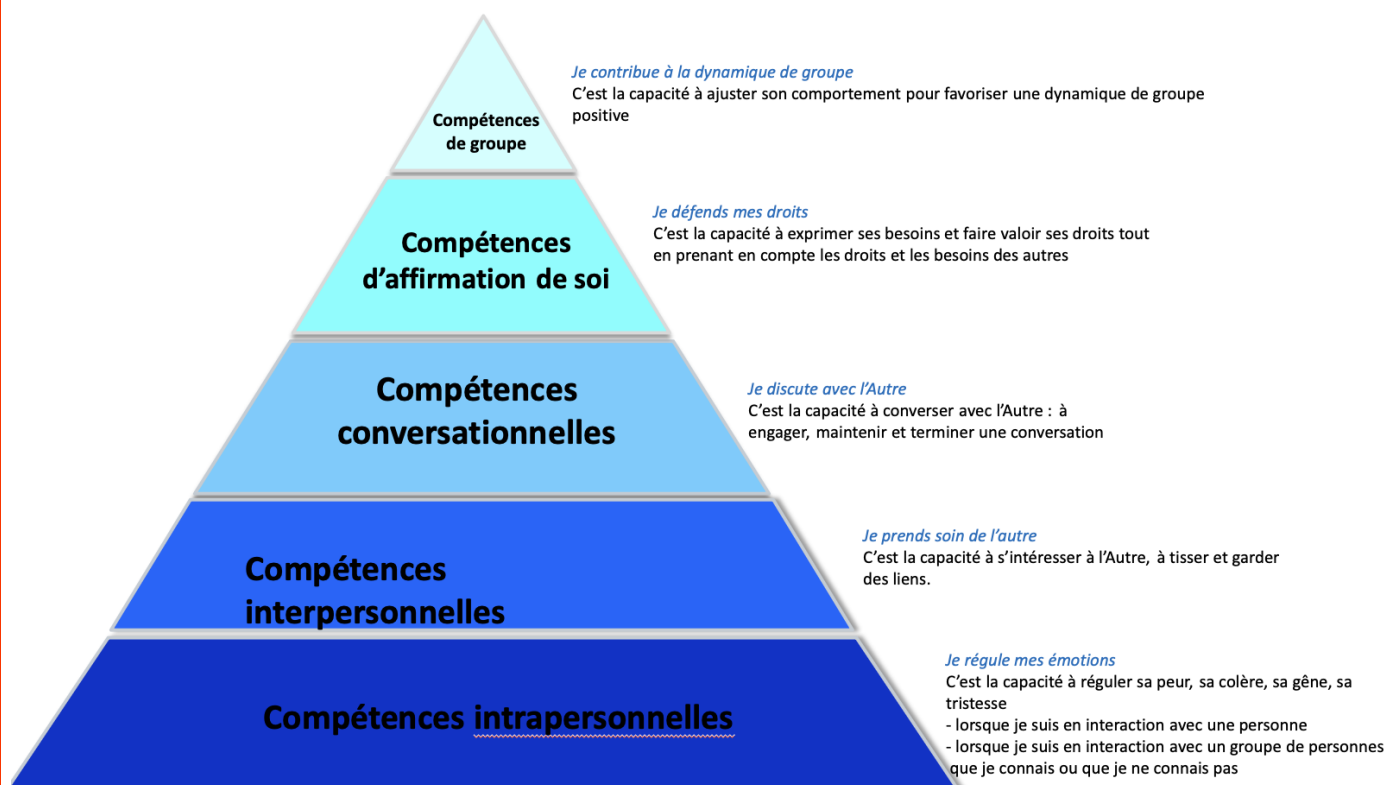 Je contribue à la dynamique de groupe
C'est la capacité à ajuster son comportement pour favoriser une dynamique de groupe
positive
Compétences
de groupe
Je défends mes droits
C'est la capacité à exprimer ses besoins et faire valoir ses droits tout
en prenant en compte les droits et les besoins des autres
Compétences
d'affirmation de soi
Je discute avec l'Autre
C'est la capacité à converser avec l'Autre : à
engager, maintenir et terminer une conversation
Compétences
conversationnelles
Je prends soin de l'autre
C'est la capacité à s'intéresser à l'Autre, à tisser et garder
des liens.
Compétences
interpersonnelles
Je régule mes émotions
C'est la capacité à réguler sa peur, sa colère, sa gêne, sa
tristesse
- lorsque je suis en interaction avec une personne
- lorsque je suis en interaction avec un groupe de personnes
que je connais ou que je ne connais pas
Compétences intrapersonnelles